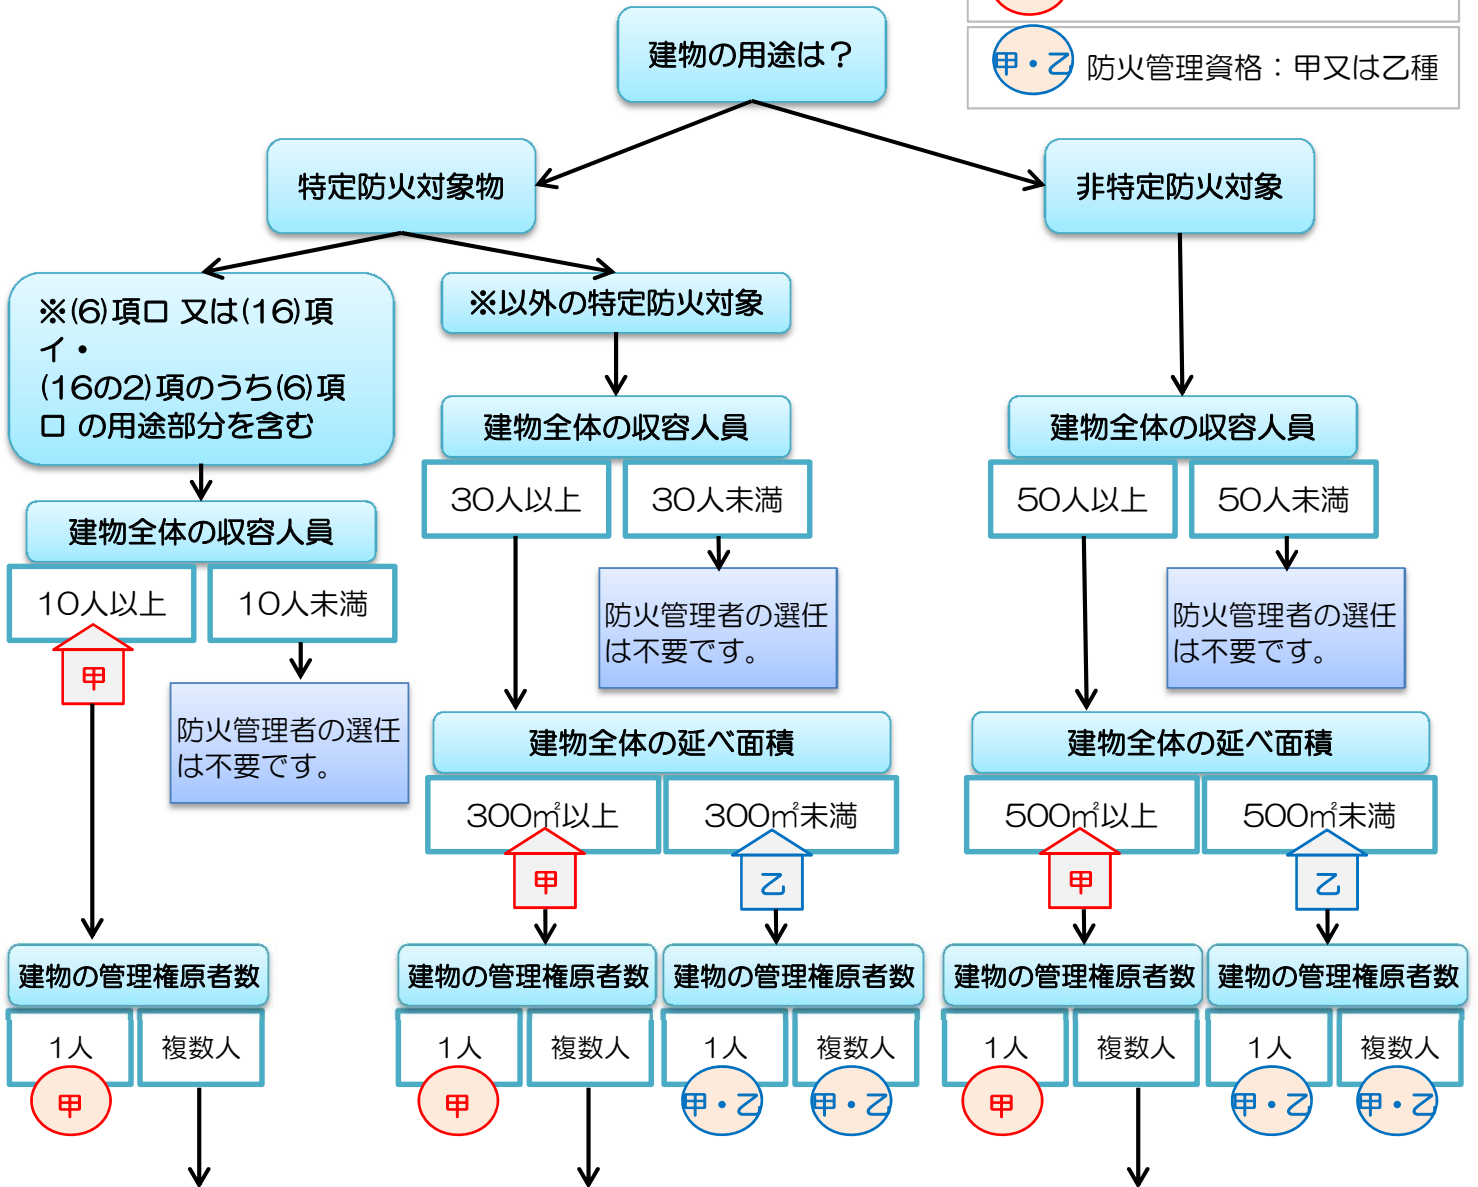 建物の用途は？
甲・乙 防火管理資格：甲又は乙種
特定防火対象物
非特定防火対象
※(6)項ロ 又は(16)項
イ・
(16の2)項のうち(6)項
ロ の用途部分を含む
※以外の特定防火対象
建物全体の収容人員
建物全体の収容人員
建物全体の収容人員
30人以上
30人未満
50人以上
50人未満
10人以上
10人未満
甲
防火管理者の選任
は不要です。
防火管理者の選任
は不要です。
防火管理者の選任
は不要です。
建物全体の延べ面積
建物全体の延べ面積
300㎡以上
300㎡未満
500㎡以上
500㎡未満
甲
乙
甲
乙
建物の管理権原者数
建物の管理権原者数
建物の管理権原者数
建物の管理権原者数
建物の管理権原者数
1人
複数人
1人
複数人
1人
複数人
1人
複数人
1人
複数人
甲
甲
甲・乙
甲・乙
甲
甲・乙
甲・乙